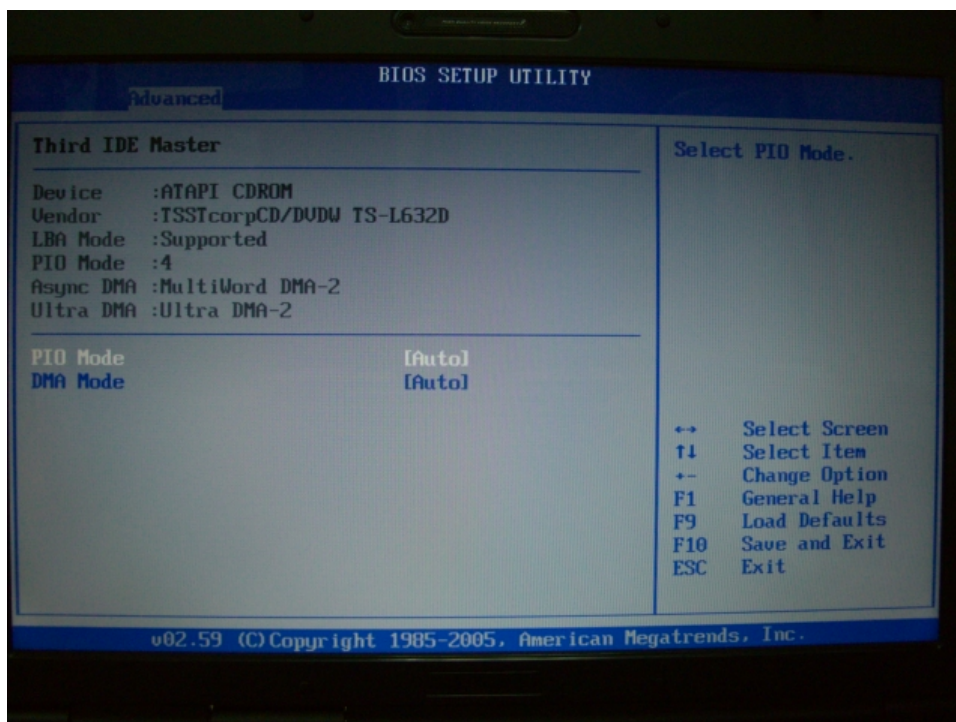 BIOS SETUP UTILITY
Advanced
Third IDE Master
Device :ATAPI CDROM
Vendor :TSSTcorpCD/DVDW TS-L632D
LBA Mode :Supported
PIO Mode :4
Async DMA :MultiWord DMA-2
Ultra DMA :Ultra DMA-2
PIO Mode [Auto]
DMA Mode [Auto]
Select PIO Mode.
←→ Select Screen
↑↓ Select Item
+- Change Option
F1 General Help
F9 Load Defaults
F10 Save and Exit
ESC Exit
v02.59 (C)Copyright 1985-2005, American Megatrends, Inc.